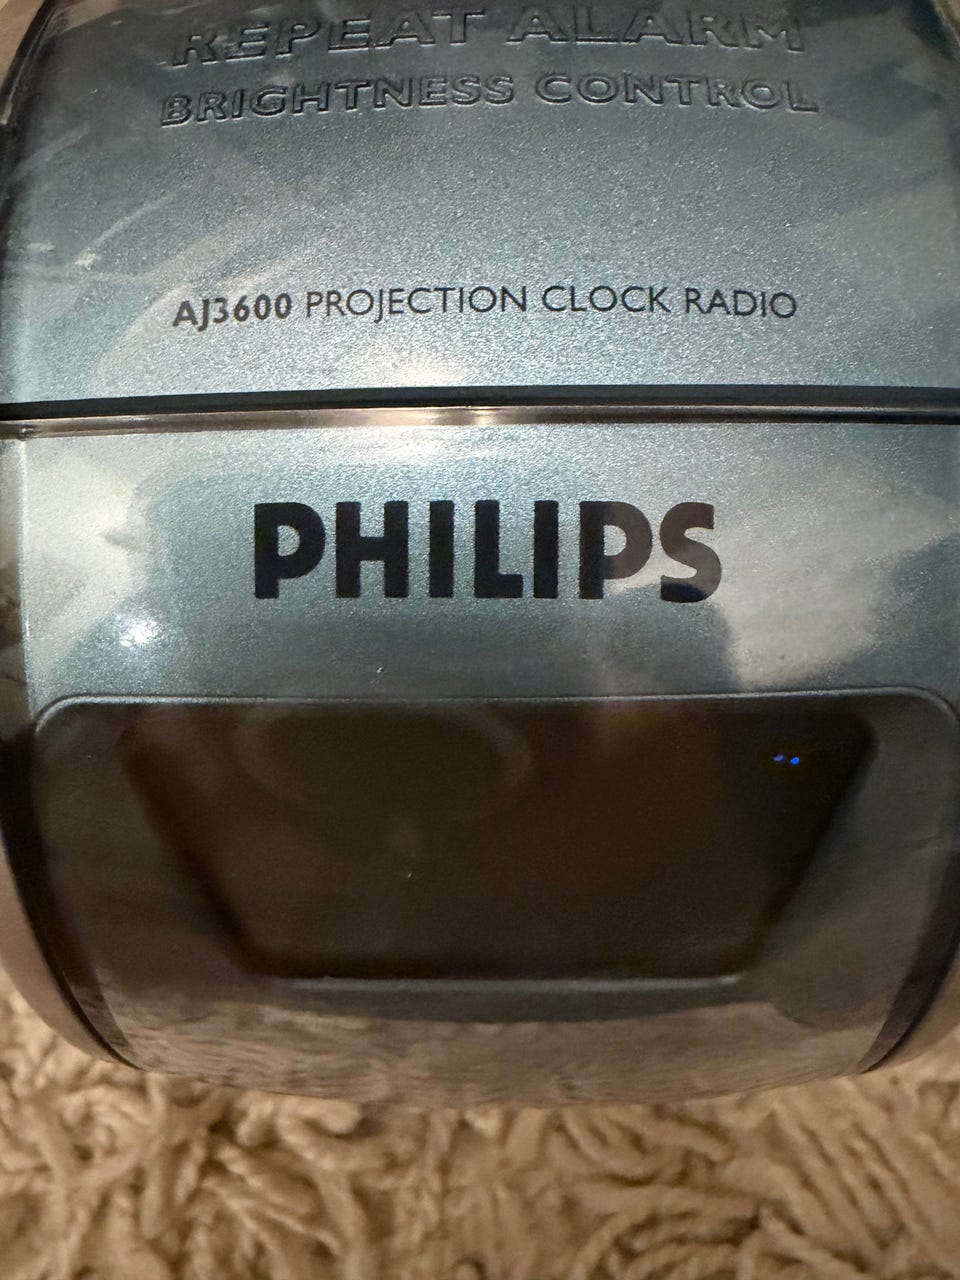 REPEAT ALARM
BRIGHTNESS CONTROL
AJ3600 PROJECTION CLOCK RADIO
PHILIPS